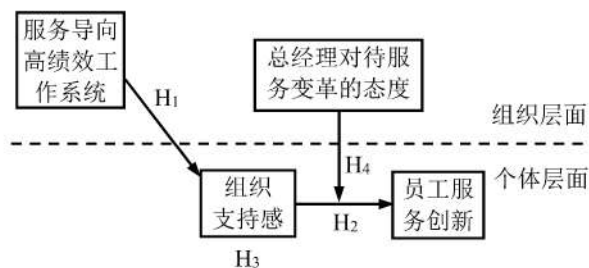 服务导向
高绩效工
作系统
总经理对待服
务变革的态度
H₁
组织层面
H₄
个体层面
组织
支持感
员工服
务创新
H₂
H₃